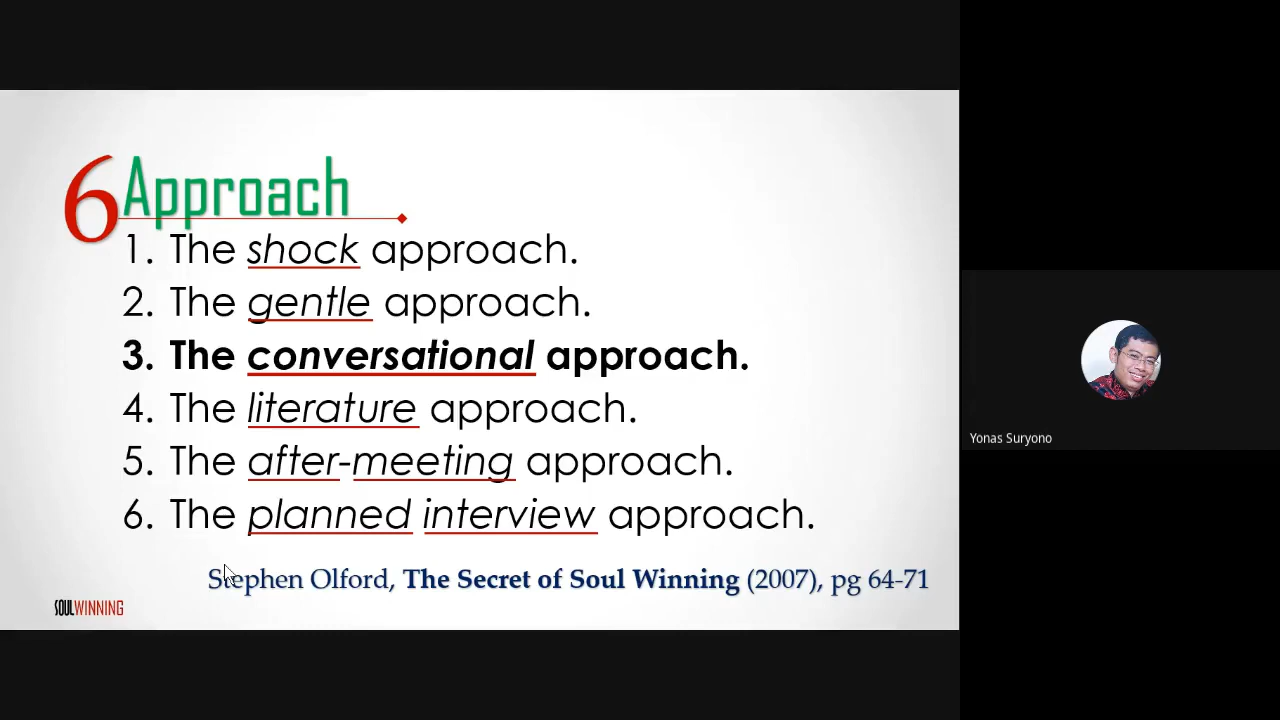 6 Approach
1. The shock approach.
2. The gentle approach.
3. The conversational approach.
4. The literature approach.
5. The after-meeting approach.
6. The planned interview approach.
Stephen Olford, The Secret of Soul Winning (2007), pg 64-71
SOULWINNING
Yonas Suryono